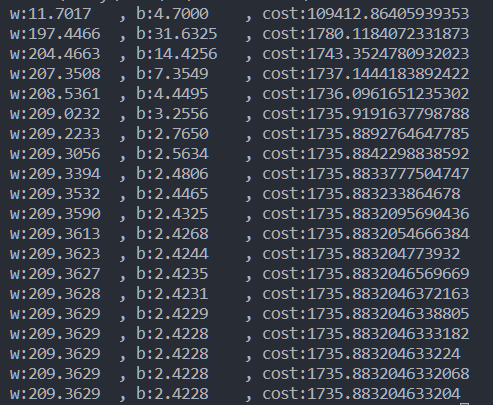 w:11.7017 , b:4.7000 , cost:109412.86405939353
w:197.4466 , b:31.6325 , cost:1780.1184072331873
w:204.4663 , b:14.4256 , cost:1743.3524780932023
w:207.3508 , b:7.3549 , cost:1737.1444183892422
w:208.5361 , b:4.4495 , cost:1736.0961651235302
w:209.0232 , b:3.2556 , cost:1735.9191637798788
w:209.2233 , b:2.7650 , cost:1735.8892764647785
w:209.3056 , b:2.5634 , cost:1735.8842298838592
w:209.3394 , b:2.4806 , cost:1735.8833777504747
w:209.3532 , b:2.4465 , cost:1735.883233864678
w:209.3590 , b:2.4325 , cost:1735.8832095690436
w:209.3613 , b:2.4268 , cost:1735.8832054666384
w:209.3623 , b:2.4244 , cost:1735.883204773932
w:209.3627 , b:2.4235 , cost:1735.8832046569669
w:209.3628 , b:2.4231 , cost:1735.8832046372163
w:209.3629 , b:2.4229 , cost:1735.8832046338805
w:209.3629 , b:2.4228 , cost:1735.8832046333182
w:209.3629 , b:2.4228 , cost:1735.883204633224
w:209.3629 , b:2.4228 , cost:1735.8832046332068
w:209.3629 , b:2.4228 , cost:1735.883204633204